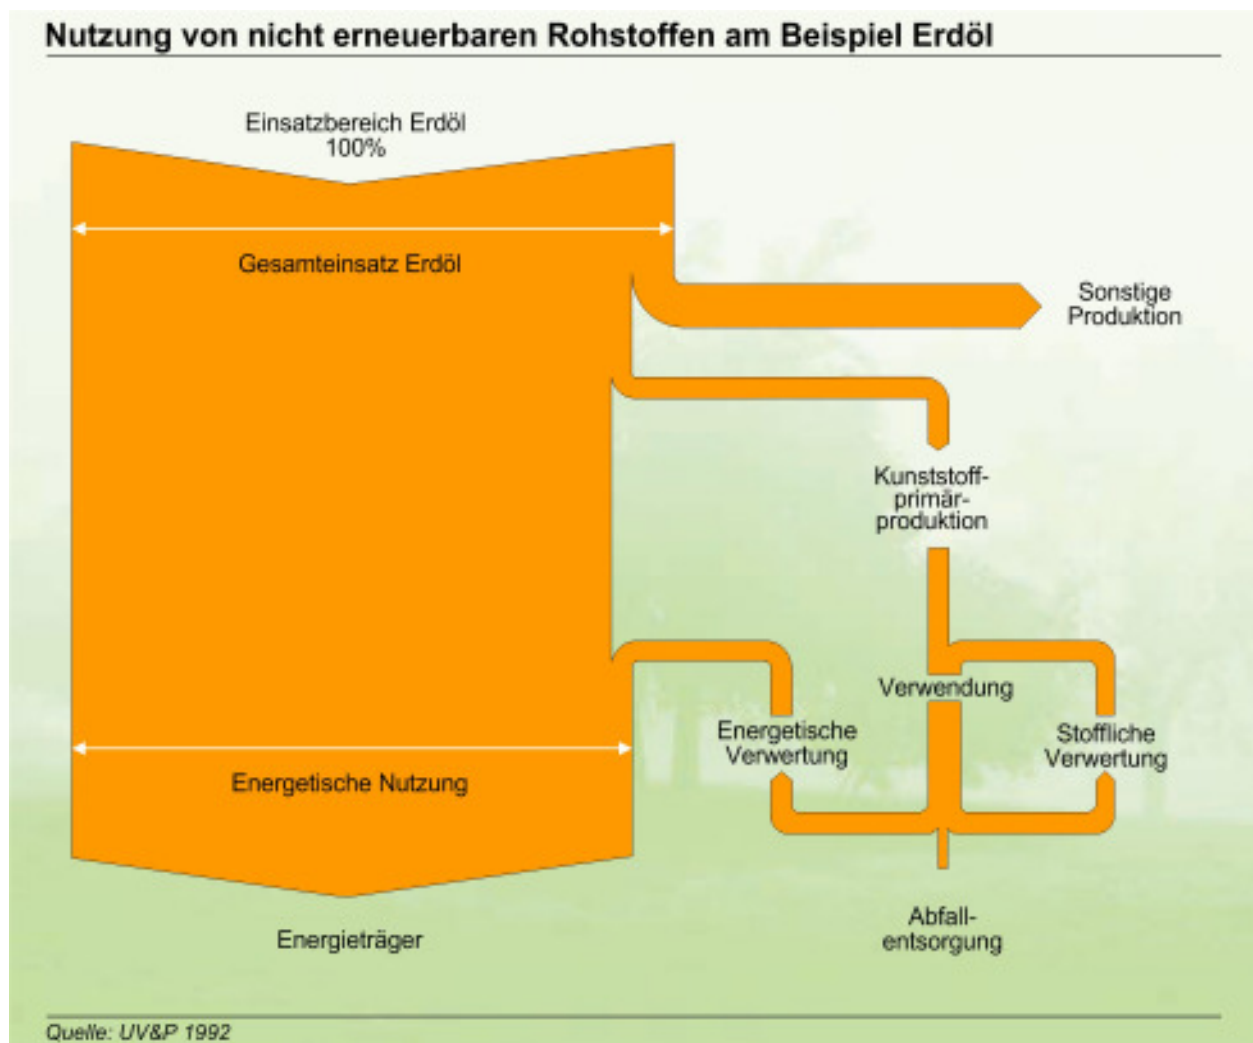 Nutzung von nicht erneuerbaren Rohstoffen am Beispiel Erdöl
Einsatzbereich Erdöl
100%
Gesamteinsatz Erdöl
Sonstige
Produktion
Kunststoff-
primär-
produktion
Verwendung
Energetische
Verwertung
Stoffliche
Verwertung
Energetische Nutzung
Energieträger
Abfall-
entsorgung
Quelle: UV&P 1992